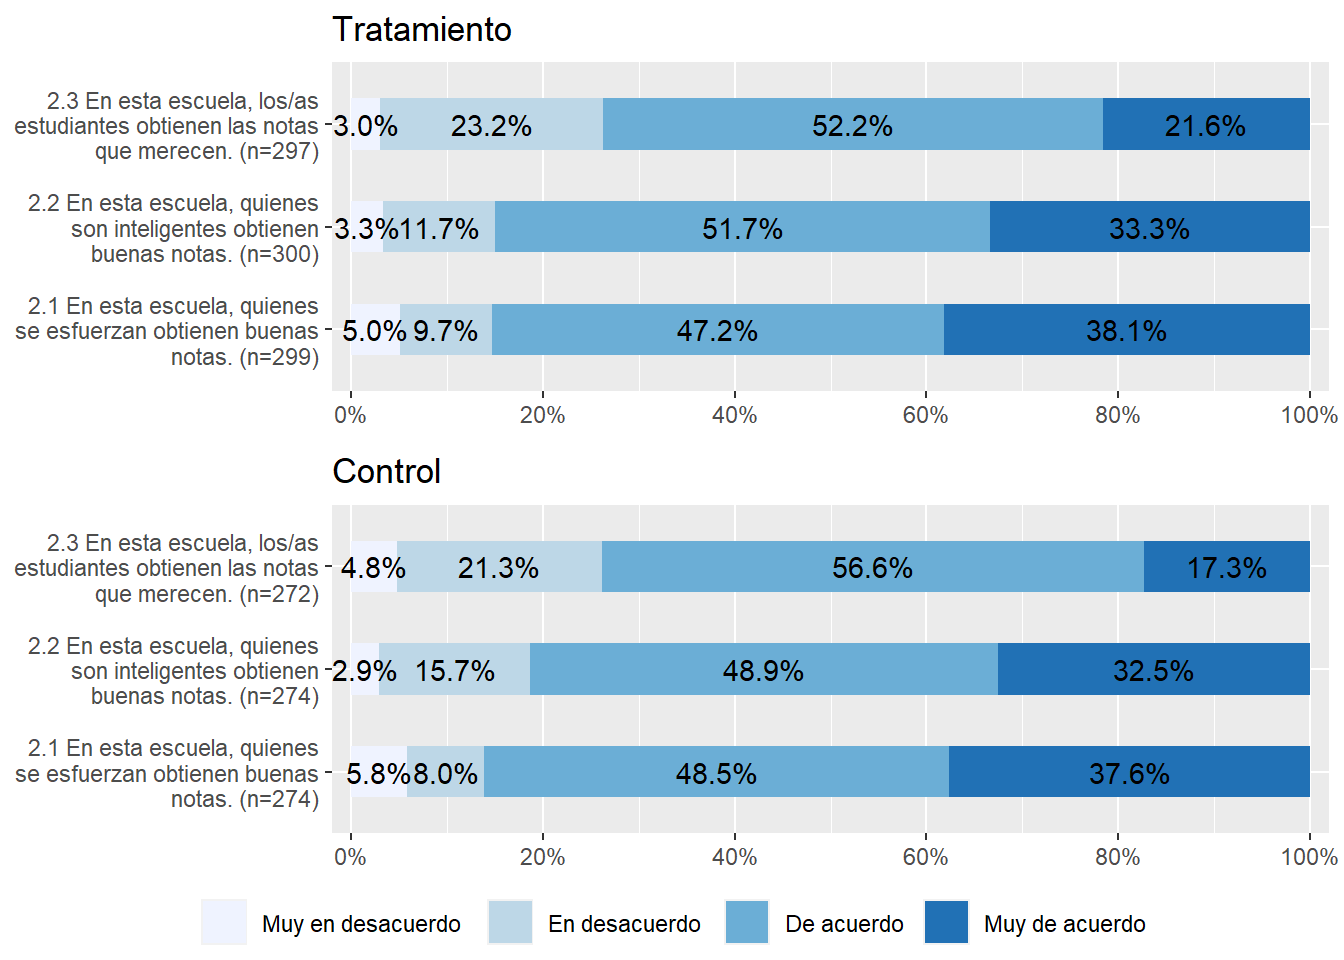 Tratamiento
2.3 En esta escuela, los/as
estudiantes obtienen las notas
que merecen. (n=297)
3.0% 23.2% 52.2% 21.6%
2.2 En esta escuela, quienes
son inteligentes obtienen
buenas notas. (n=300)
3.3% 11.7% 51.7% 33.3%
2.1 En esta escuela, quienes
se esfuerzan obtienen buenas
notas. (n=299)
5.0% 9.7% 47.2% 38.1%
0% 20% 40% 60% 80% 100%
Control
2.3 En esta escuela, los/as
estudiantes obtienen las notas
que merecen. (n=272)
4.8% 21.3% 56.6% 17.3%
2.2 En esta escuela, quienes
son inteligentes obtienen
buenas notas. (n=274)
2.9% 15.7% 48.9% 32.5%
2.1 En esta escuela, quienes
se esfuerzan obtienen buenas
notas. (n=274)
5.8% 8.0% 48.5% 37.6%
0% 20% 40% 60% 80% 100%
Muy en desacuerdo En desacuerdo De acuerdo Muy de acuerdo